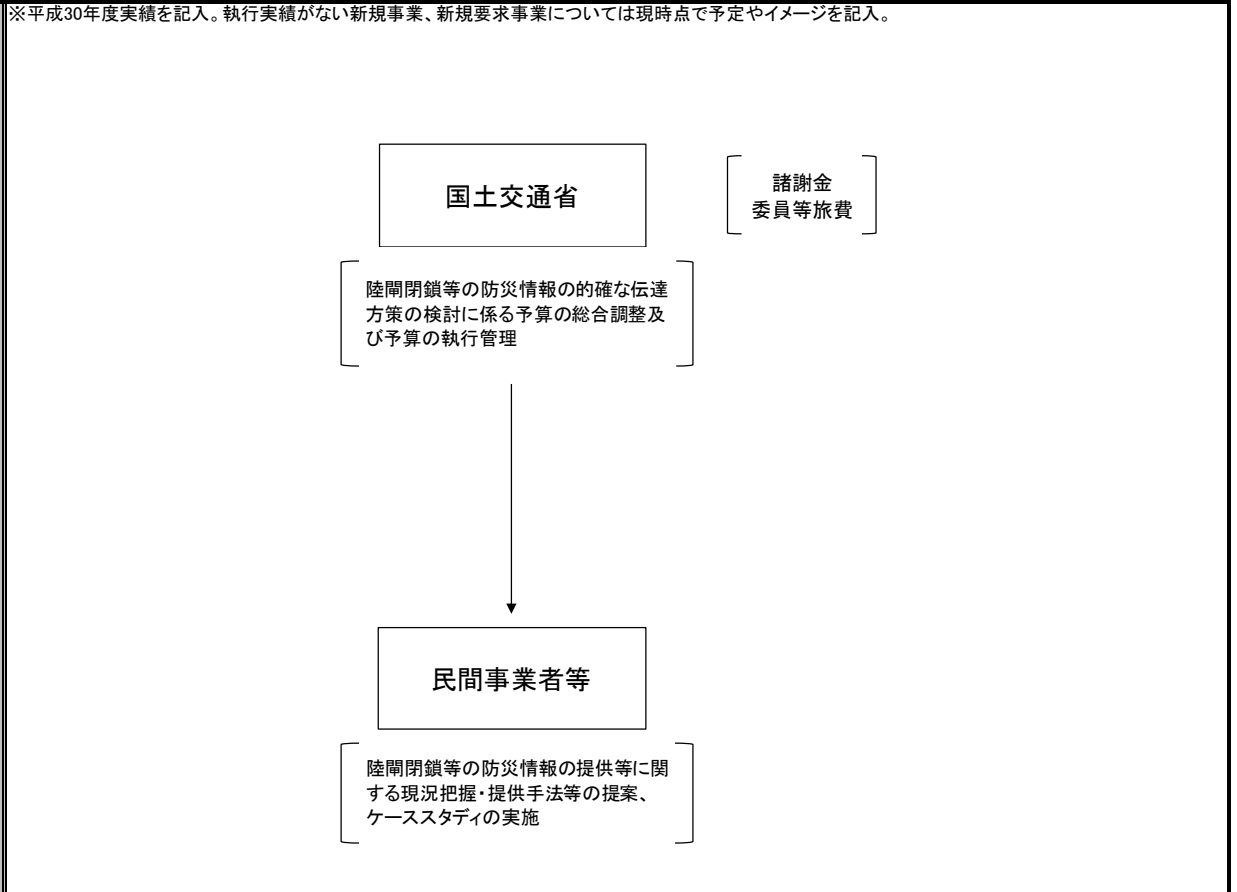 ※平成30年度実績を記入。執行実績がない新規事業、新規要求事業については現時点で予定やイメージを記入。
国土交通省
諸謝金
委員等旅費
陸閘閉鎖等の防災情報の的確な伝達
方策の検討に係る予算の総合調整及
び予算の執行管理
民間事業者等
陸閘閉鎖等の防災情報の提供等に関
する現況把握・提供手法等の提案、
ケーススタディの実施